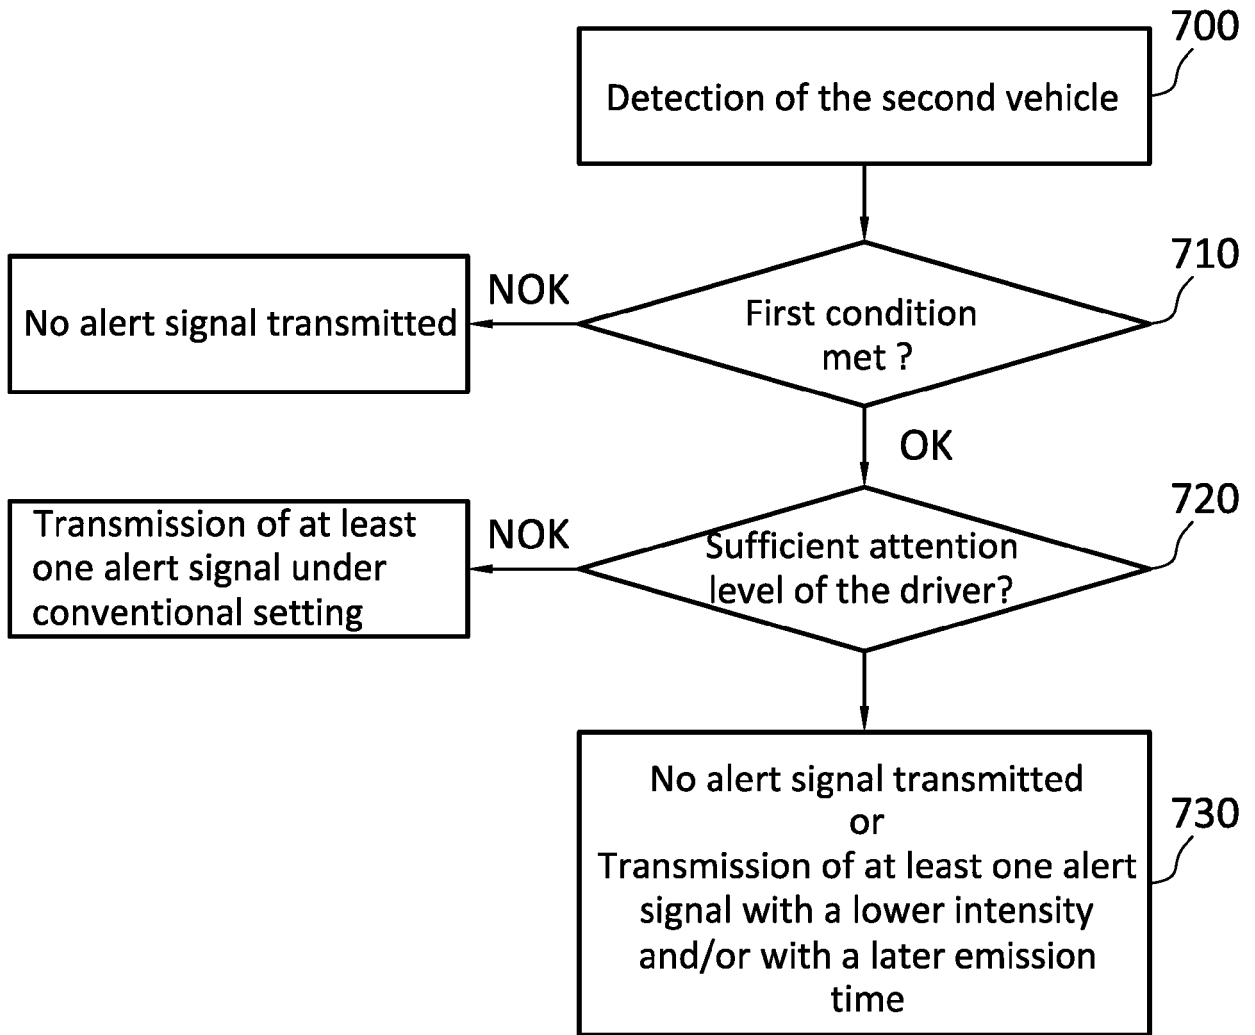 700
Detection of the second vehicle
710
NOK
First condition
met ?
No alert signal transmitted
OK
720
NOK
Sufficient attention
level of the driver?
Transmission of at least
one alert signal under
conventional setting
730
No alert signal transmitted
or
Transmission of at least one alert
signal with a lower intensity
and/or with a later emission
time